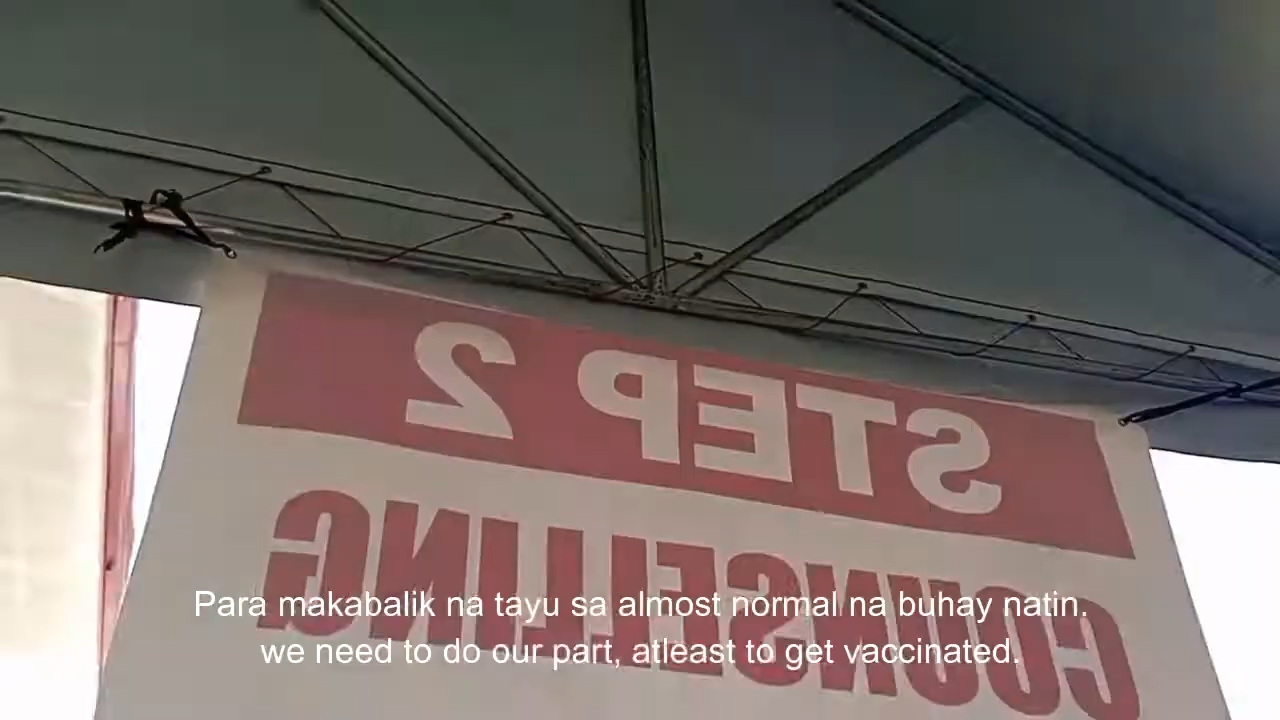 STEP 2
COUNSELLING
Para makabalik na tayu sa almost normal na buhay natin.
we need to do our part, atleast to get vaccinated.